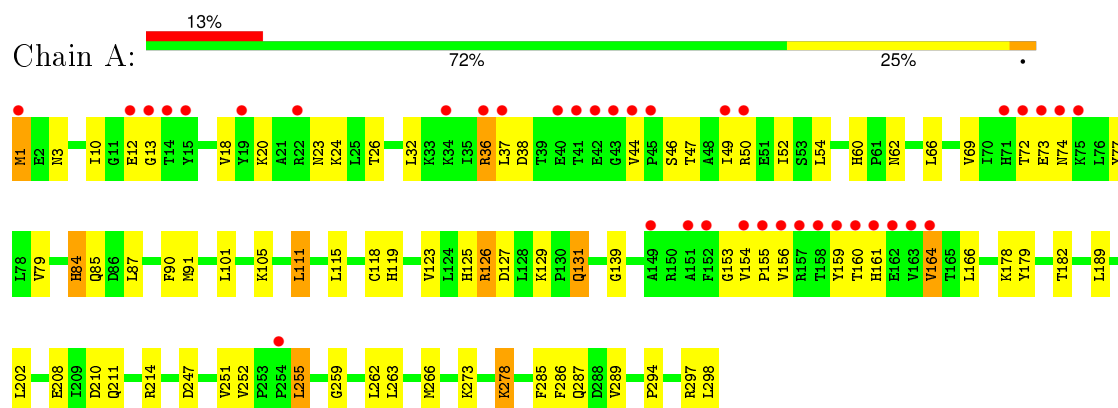 13%
Chain A:
72% 25% •
M1 E2 N3 I10 G11 E12 G13 T14 Y15 V18 Y19 K20 A21 R22 N23 K24 L25 T26 L32 K33 K34 I35 R36 L37 D38 T39 E40 T41 E42 G43 V44 P45 S46 T47 A48 I49 R50 E51 I52 S53 L54 H60 P61 N62 L66 V69 I70 H71 T72 E73 N74 K75 L76 Y77
L78 V79 H84 Q85 D86 L87 F90 M91 L101 K105 L111 L115 C118 H119 V123 L124 H125 R126 D127 L128 K129 P130 Q131 G139 A149 R150 A151 F152 G153 V154 P155 V156 R157 T158 Y159 T160 H161 E162 V163 V164 T165 L166 K178 Y179 T182 L189
L202 E208 I209 D210 Q211 R214 D247 V251 V252 P253 P254 L255 G259 L262 L263 M266 K273 K278 F285 F286 Q287 D288 V289 P294 R297 L298